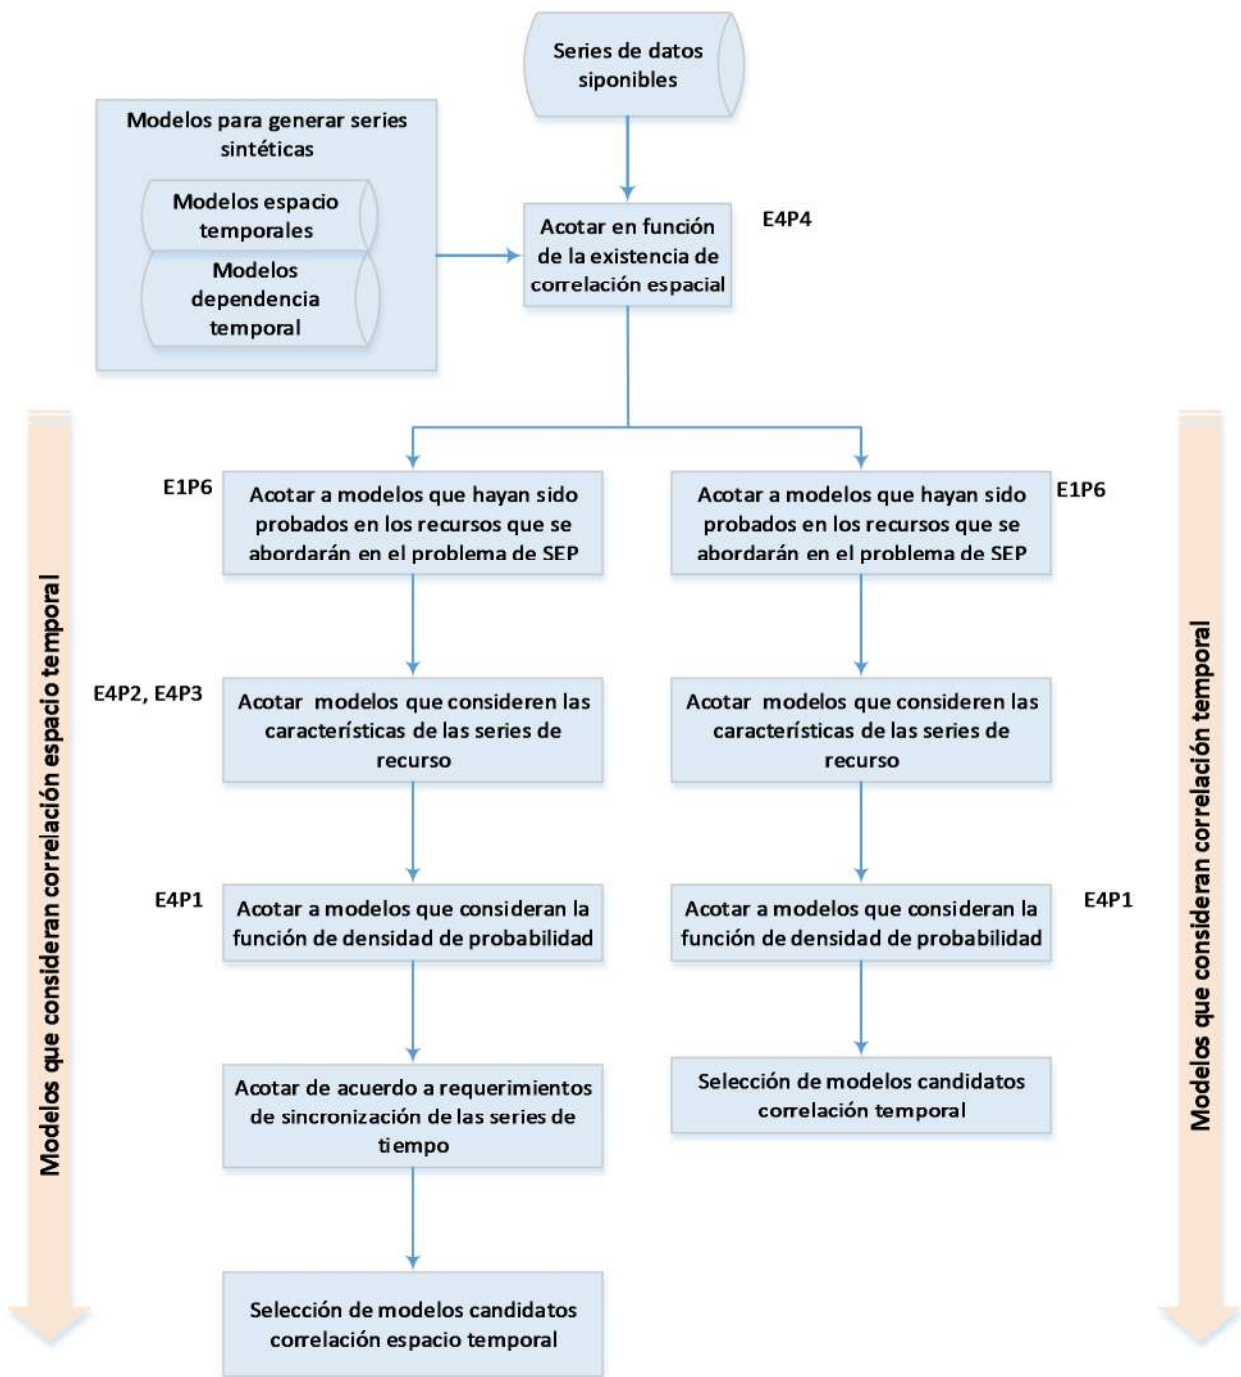 Series de datos
siponibles
Modelos para generar series
sintéticas
Modelos espacio
temporales
Modelos
dependencia
temporal
Acotar en función
de la existencia de
correlación espacial
E4P4
Modelos que consideran correlación espacio temporal
E1P6
Acotar a modelos que hayan sido
probados en los recursos que se
abordarán en el problema de SEP
E4P2, E4P3
Acotar modelos que consideren las
características de las series de
recurso
E4P1
Acotar a modelos que consideran la
función de densidad de probabilidad
Acotar de acuerdo a requerimientos
de sincronización de las series de
tiempo
Selección de modelos candidatos
correlación espacio temporal
Acotar a modelos que hayan sido
probados en los recursos que se
abordarán en el problema de SEP
E1P6
Acotar modelos que consideren las
características de las series de
recurso
Acotar a modelos que consideran la
función de densidad de probabilidad
E4P1
Selección de modelos candidatos
correlación temporal
Modelos que consideran correlación temporal